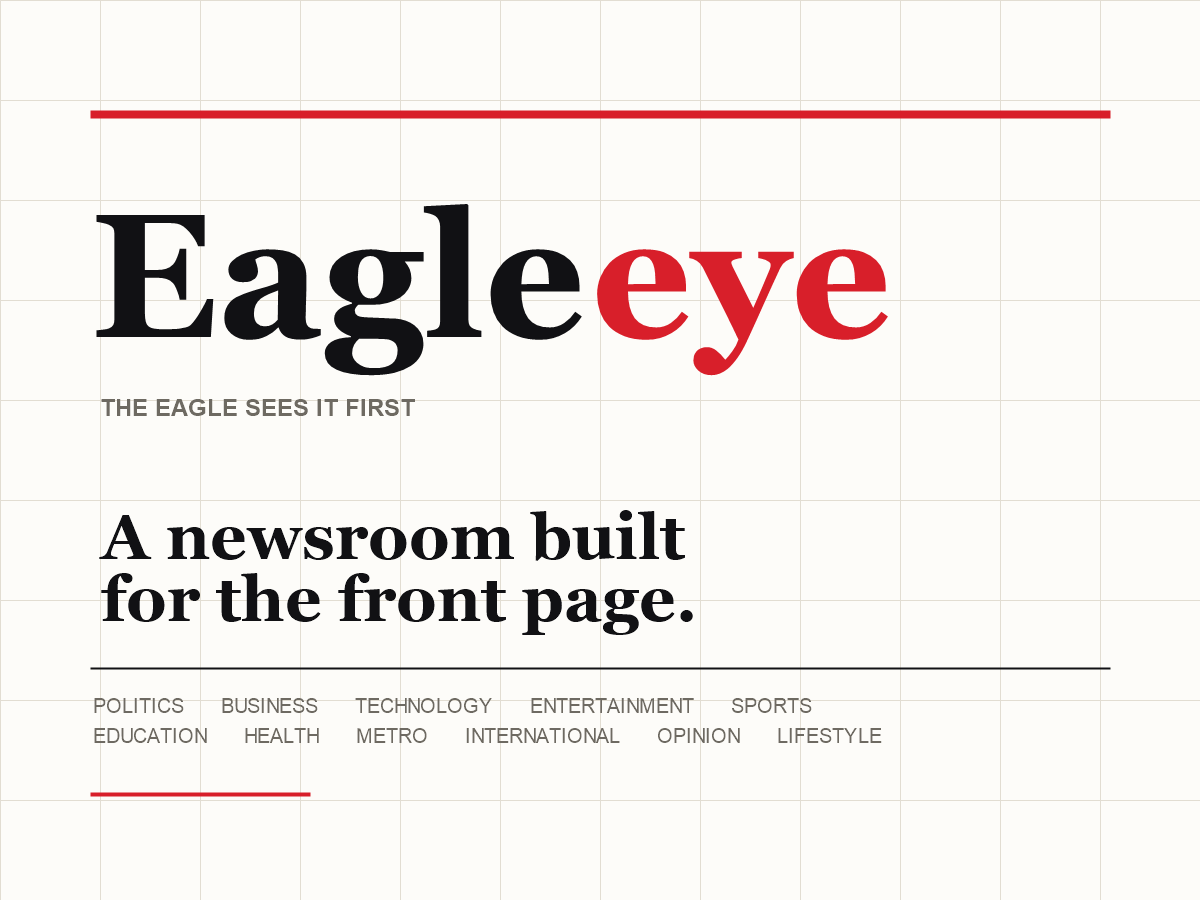 Eagleeye
THE EAGLE SEES IT FIRST
A newsroom built
for the front page.
POLITICS BUSINESS TECHNOLOGY ENTERTAINMENT SPORTS
EDUCATION HEALTH METRO INTERNATIONAL OPINION LIFESTYLE